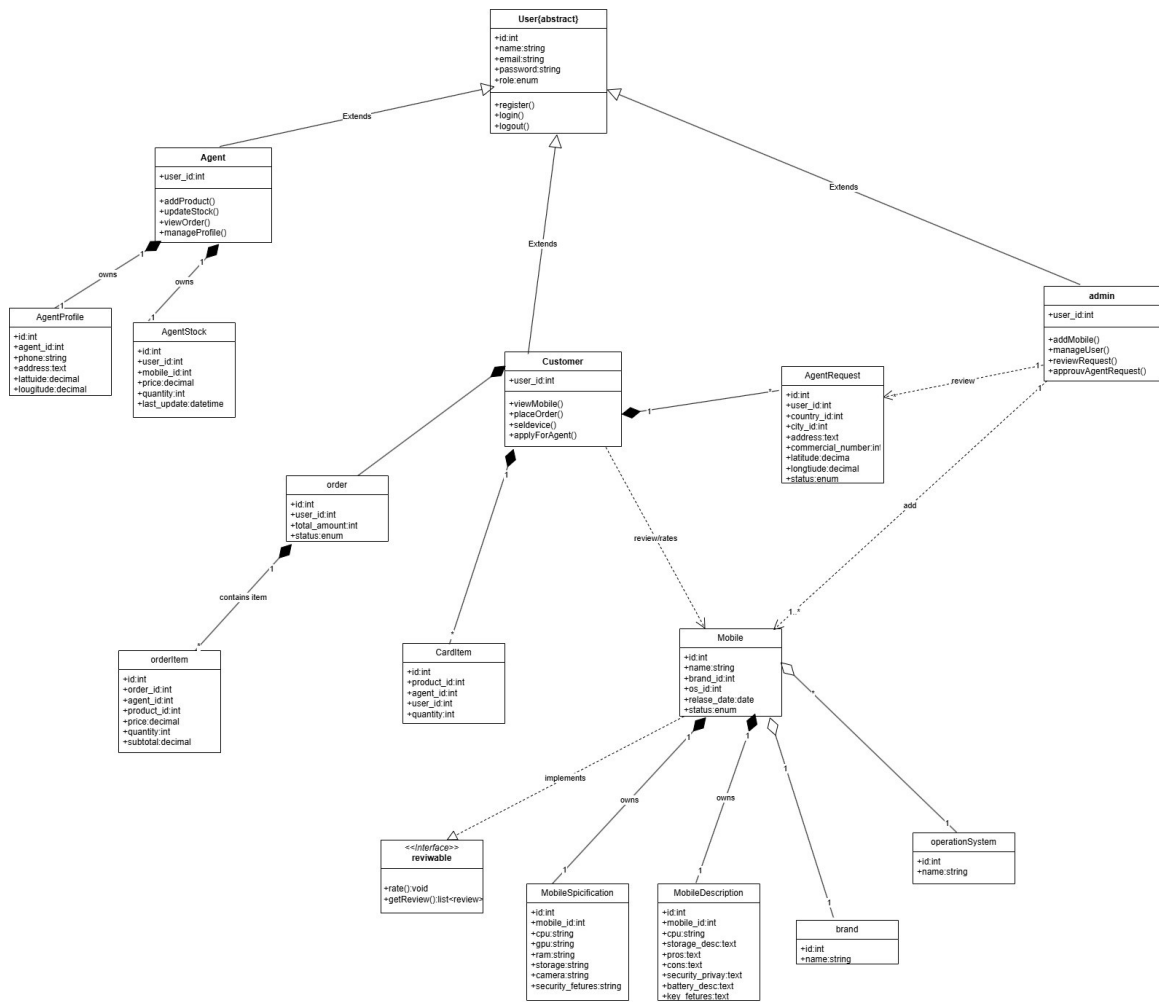 User{abstract}
+id:int
+name:string
+email:string
+password:string
+role:enum
+register()
+login()
+logout()
Extends
Extends
Extends
Agent
+user_id:int
+addProduct()
+updateStock()
+viewOrder()
+manageProfile()
1
1
owns
owns
1
1
AgentProfile
+id:int
+agent_id:int
+phone:string
+address:text
+lattuide:decimal
+lougitude:decimal
AgentStock
+id:int
+user_id:int
+mobile_id:int
+price:decimal
+quantity:int
+last_update:datetime
admin
+user_id:int
+addMobile()
+manageUser()
+reviewRequest()
+approuvAgentRequest()
Customer
+user_id:int
+viewMobile()
+placeOrder()
+seldevice()
+applyForAgent()
1
*
1
review
1
AgentRequest
+id:int
+user_id:int
+country_id:int
+city_id:int
+address:text
+commercial_number:int
+latitude:decima
+longtiude:decimal
+status:enum
1
order
+id:int
+user_id:int
+total_amount:int
+status:enum
add
review/rates
1
contains item
*
*
1..*
orderItem
+id:int
+order_id:int
+agent_id:int
+product_id:int
+price:decimal
+quantity:int
+subtotal:decimal
CardItem
+id:int
+product_id:int
+agent_id:int
+user_id:int
+quantity:int
Mobile
+id:int
+name:string
+brand_id:int
+os_id:int
+relase_date:date
+status:enum
*
1
1
1
implements
owns
owns
1
1
1
1
<<Interface>>
reviwable
+rate():void
+getReview():list<review>
MobileSpicification
+id:int
+mobile_id:int
+cpu:string
+gpu:string
+ram:string
+storage:string
+camera:string
+security_fetures:string
MobileDescription
+id:int
+mobile_id:int
+cpu:string
+storage_desc:text
+pros:text
+cons:text
+security_privay:text
+battery_desc:text
+key_fetures:text
brand
+id:int
+name:string
operationSystem
+id:int
+name:string